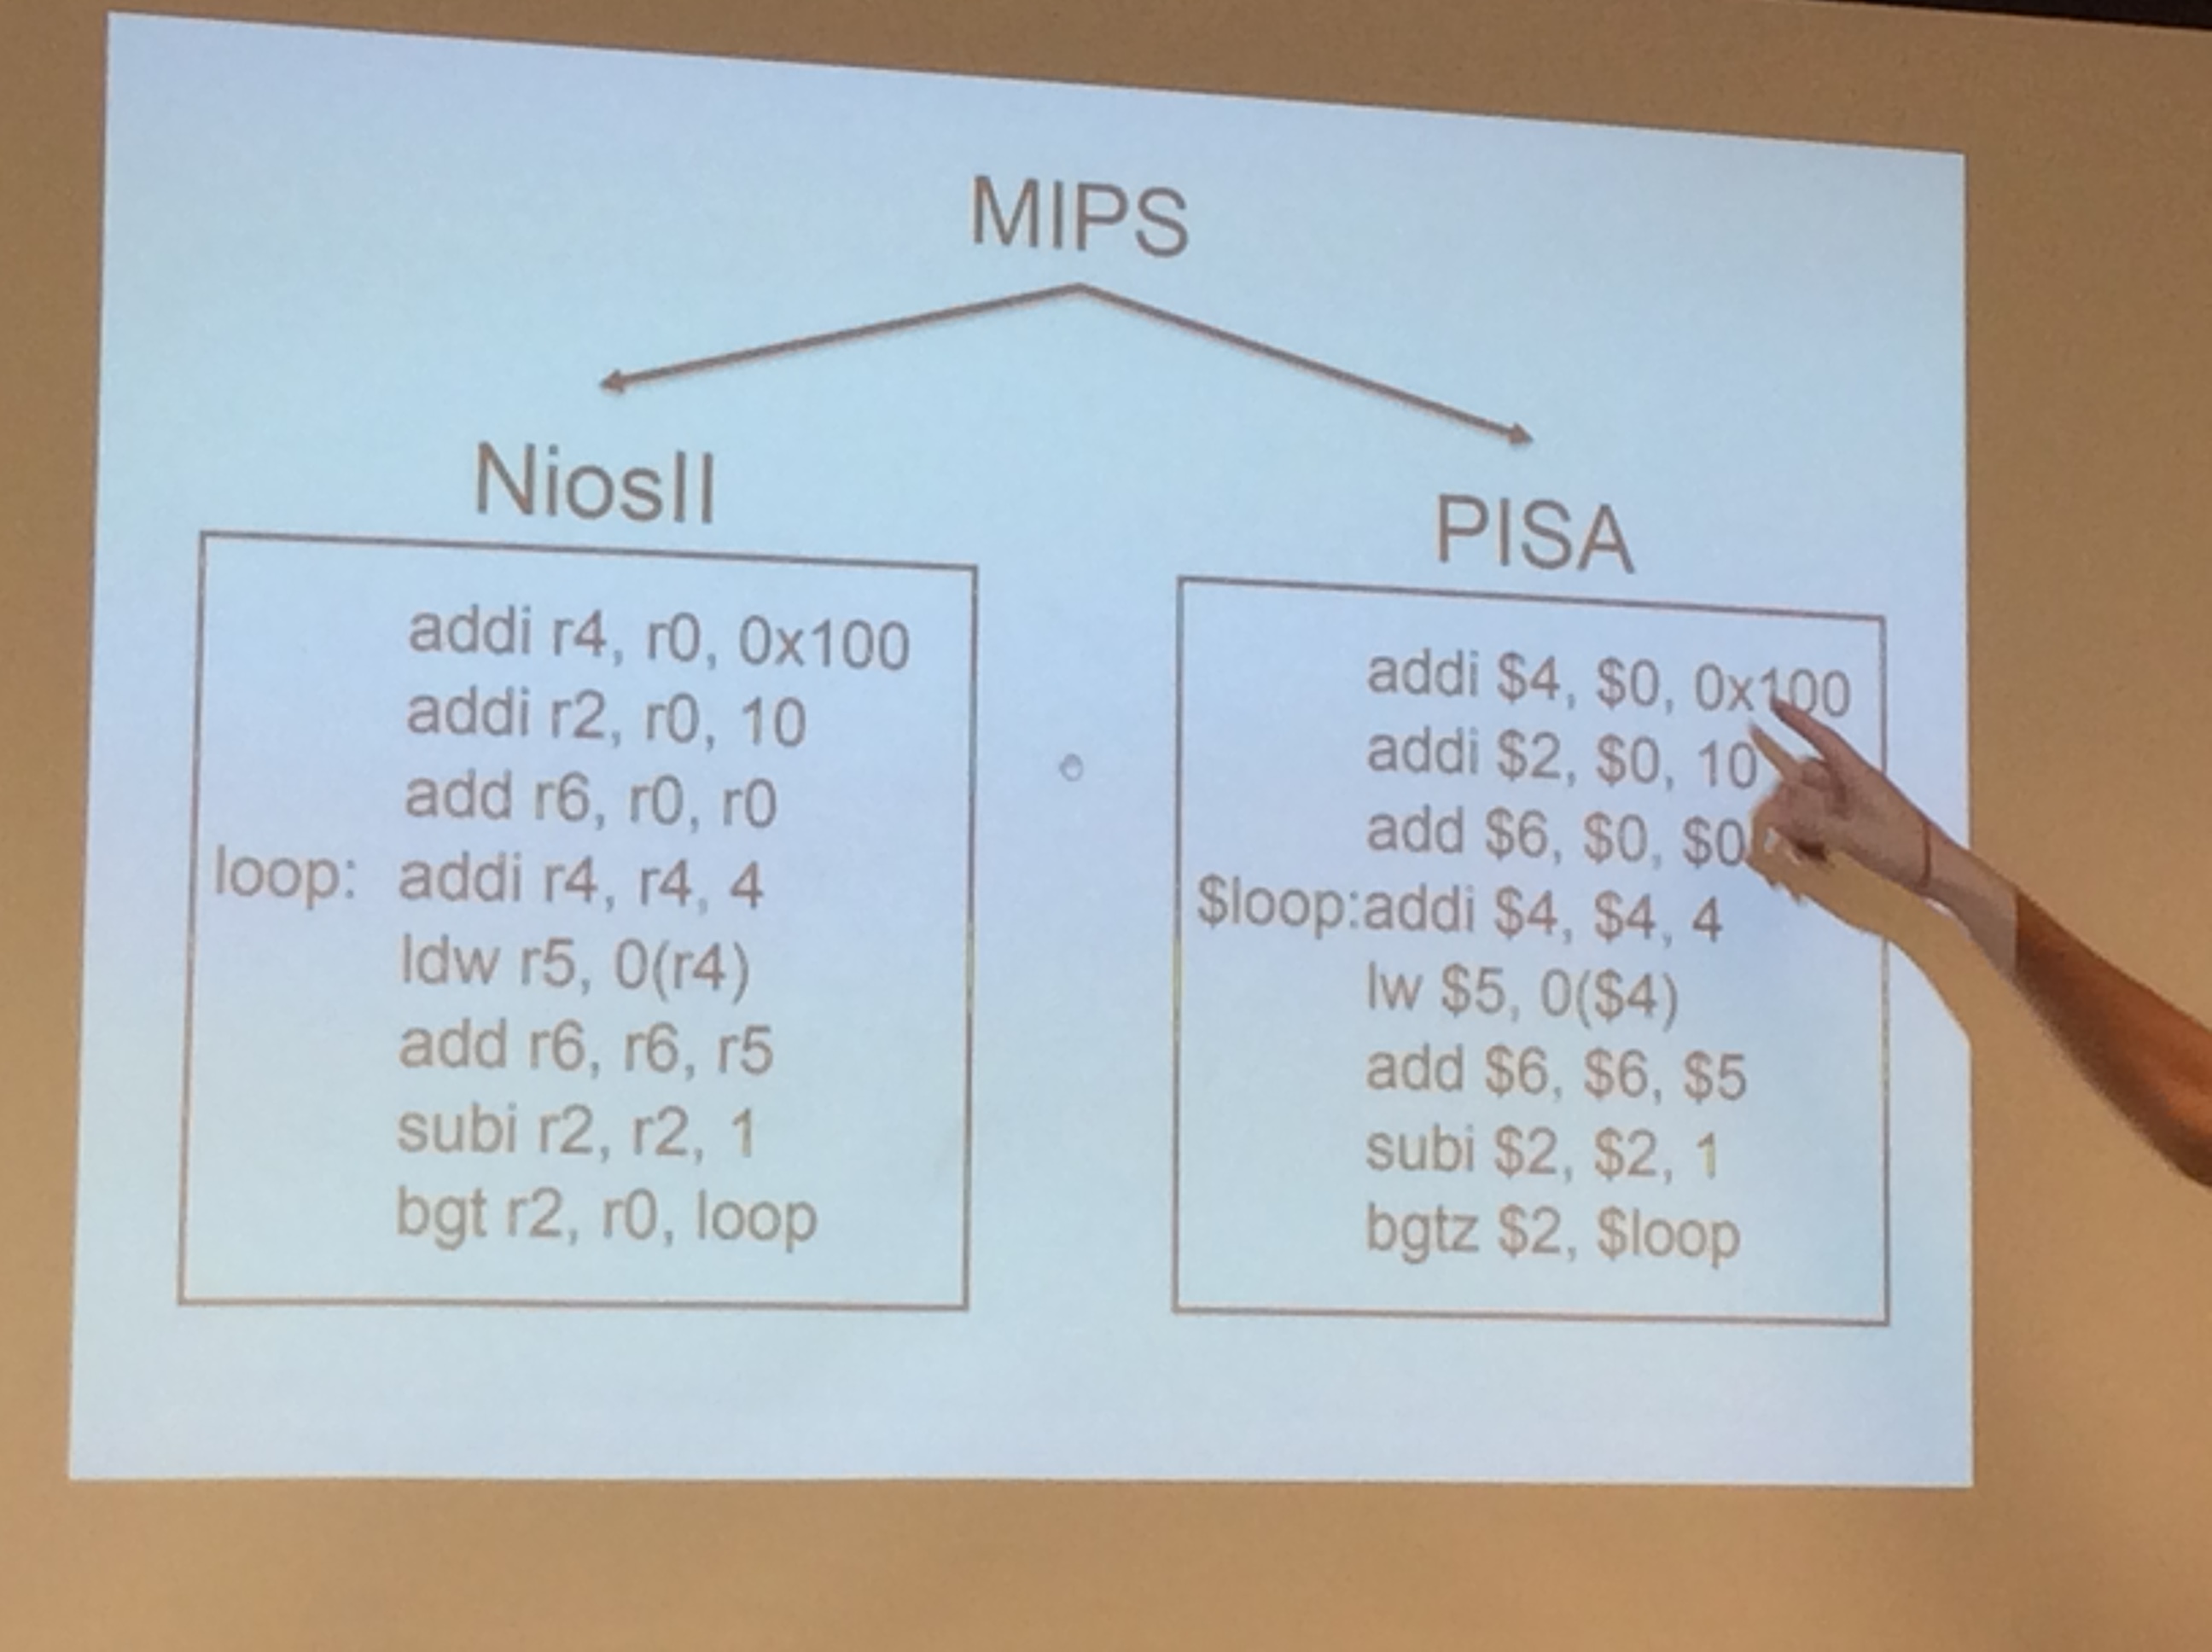 MIPS
NiosII
addi r4, r0, 0x100
addi r2, r0, 10
add r6, r0, r0
loop: addi r4, r4, 4
ldw r5, 0(r4)
add r6, r6, r5
subi r2, r2, 1
bgt r2, r0, loop
PISA
addi $4, $0, 0x100
addi $2, $0, 10
add $6, $0, $0
$loop:addi $4, $4, 4
lw $5, 0($4)
add $6, $6, $5
subi $2, $2, 1
bgtz $2, $loop